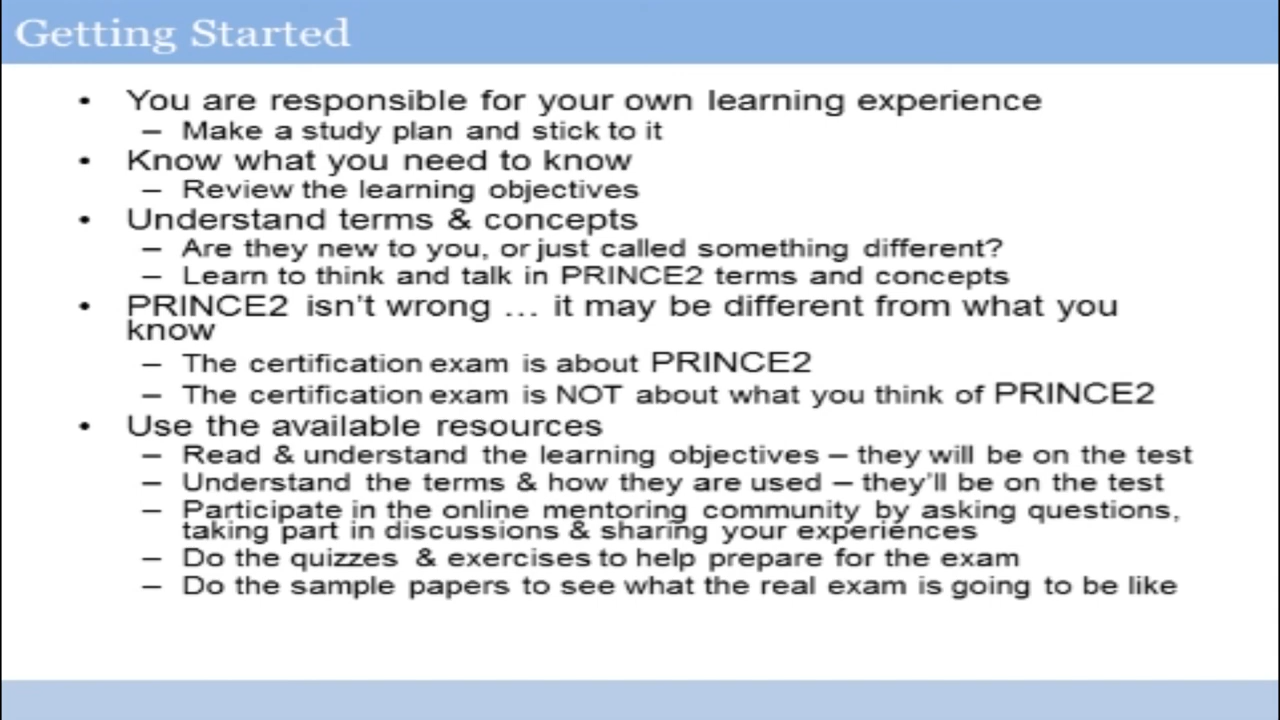 Getting Started
• You are responsible for your own learning experience
– Make a study plan and stick to it
• Know what you need to know
– Review the learning objectives
• Understand terms & concepts
– Are they new to you, or just called something different?
– Learn to think and talk in PRINCE2 terms and concepts
• PRINCE2 isn't wrong ... it may be different from what you
know
– The certification exam is about PRINCE2
– The certification exam is NOT about what you think of PRINCE2
• Use the available resources
– Read & understand the learning objectives – they will be on the test
– Understand the terms & how they are used – they'll be on the test
– Participate in the online mentoring community by asking questions,
taking part in discussions & sharing your experiences
– Do the quizzes & exercises to help prepare for the exam
– Do the sample papers to see what the real exam is going to be like